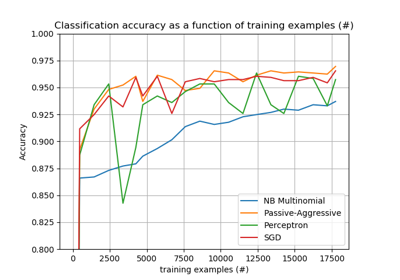 Classification accuracy as a function of training examples (#)
1.000
0.975
0.950
0.925
0.900
0.875
0.850
0.825
0.800
Accuracy
NB Multinomial
Passive-Aggressive
Perceptron
SGD
0 2500 5000 7500 10000 12500 15000 17500
training examples (#)